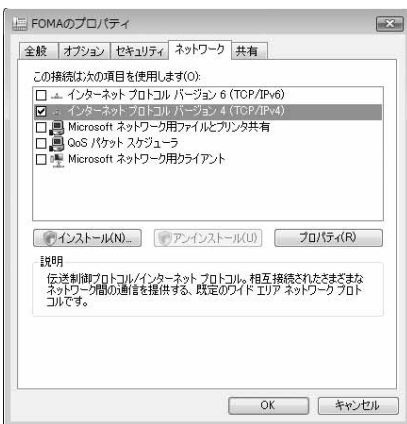 FOMAのプロパティ
全般 オプション セキュリティ ネットワーク 共有
この接続は次の項目を使用します(O):
インターネット プロトコル バージョン 6 (TCP/IPv6)
インターネット プロトコル バージョン 4 (TCP/IPv4)
Microsoft ネットワーク用ファイルとプリンタ共有
QoS パケット スケジューラ
Microsoft ネットワーク用クライアント
インストール(N)... アンインストール(U) プロパティ(R)
説明
伝送制御プロトコル/インターネット プロトコル。相互接続されたさまざまな
ネットワーク間の通信を提供する、既定のワイド エリア ネットワーク プロト
コルです。
OK キャンセル